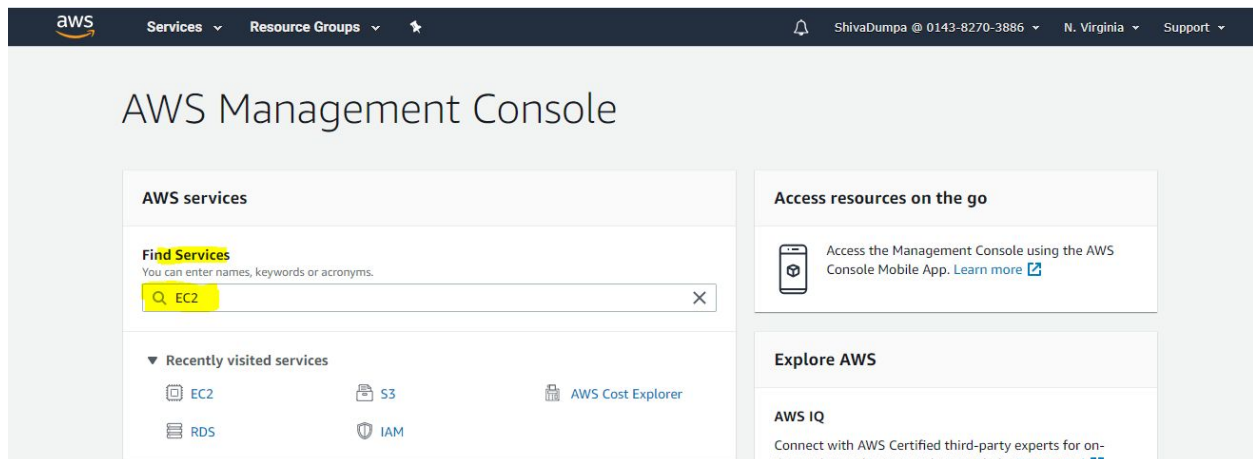 aws Services Resource Groups ShivaDumpa @ 0143-8270-3886 N. Virginia Support
AWS Management Console
AWS services
Find Services
You can enter names, keywords or acronyms.
EC2
Recently visited services
EC2 S3 AWS Cost Explorer
RDS IAM
Access resources on the go
Access the Management Console using the AWS
Console Mobile App. Learn more
Explore AWS
AWS IQ
Connect with AWS Certified third-party experts for on-